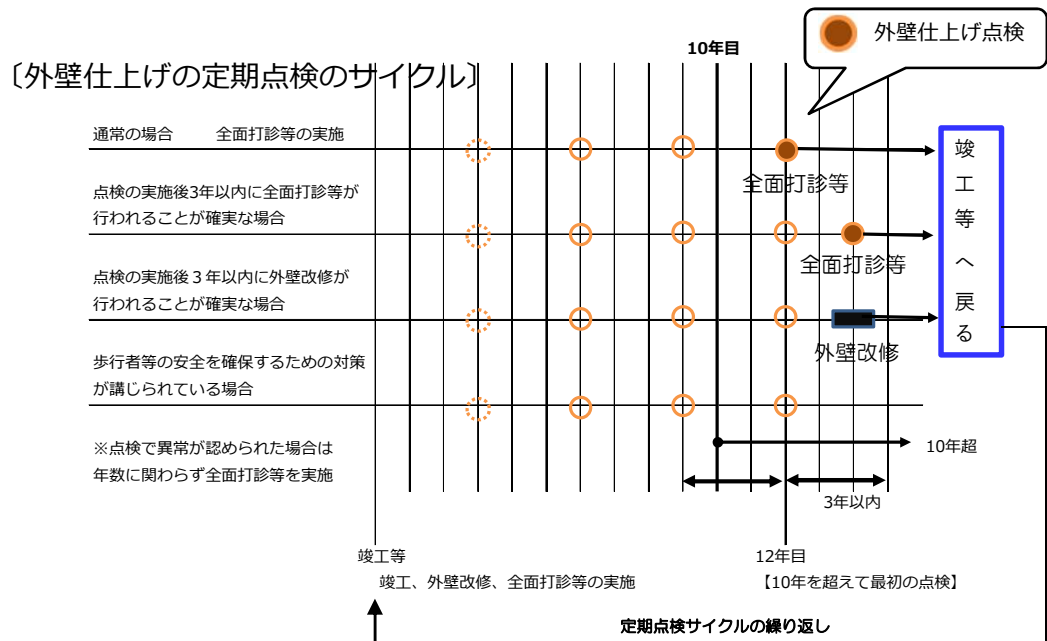 外壁仕上げ点検
10年目
〔外壁仕上げの定期点検のサイクル〕
通常の場合　　全面打診等の実施
全面打診等
点検の実施後3年以内に全面打診等が
行われることが確実な場合
全面打診等
点検の実施後３年以内に外壁改修が
行われることが確実な場合
外壁改修
竣工等へ戻る
歩行者等の安全を確保するための対策
が講じられている場合
※点検で異常が認められた場合は
年数に関わらず全面打診等を実施
10年超
3年以内
竣工等
竣工、外壁改修、全面打診等の実施
12年目
【10年を超えて最初の点検】
定期点検サイクルの繰り返し